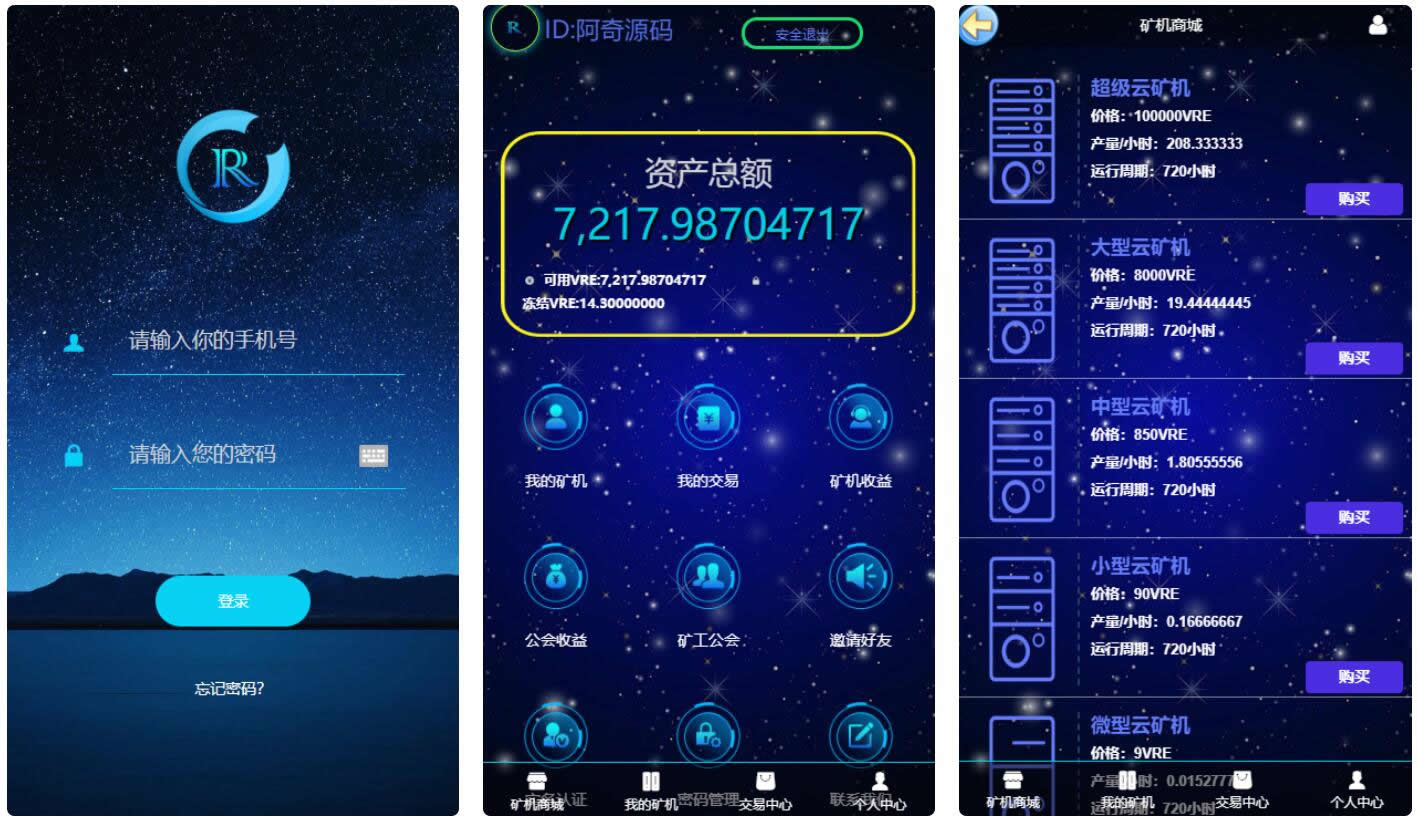 R
请输入你的手机号
请输入您的密码
登录
忘记密码?
R
ID:阿奇源码
安全退出
资产总额
7,217.98704717
可用VRE:7,217.98704717
冻结VRE:14.30000000
我的矿机
我的交易
矿机收益
公会收益
矿工公会
邀请好友
实名认证
密码管理
联系我们
矿机商城
我的矿机
交易中心
个人中心
矿机商城
超级云矿机
价格：100000VRE
产量/小时：208.333333
运行周期：720小时
购买
大型云矿机
价格：8000VRE
产量/小时：19.44444445
运行周期：720小时
购买
中型云矿机
价格：850VRE
产量/小时：1.80555556
运行周期：720小时
购买
小型云矿机
价格：90VRE
产量/小时：0.16666667
运行周期：720小时
购买
微型云矿机
价格：9VRE
产量/小时：0.0152777
运行周期：720小时
矿机商城
我的矿机
交易中心
个人中心